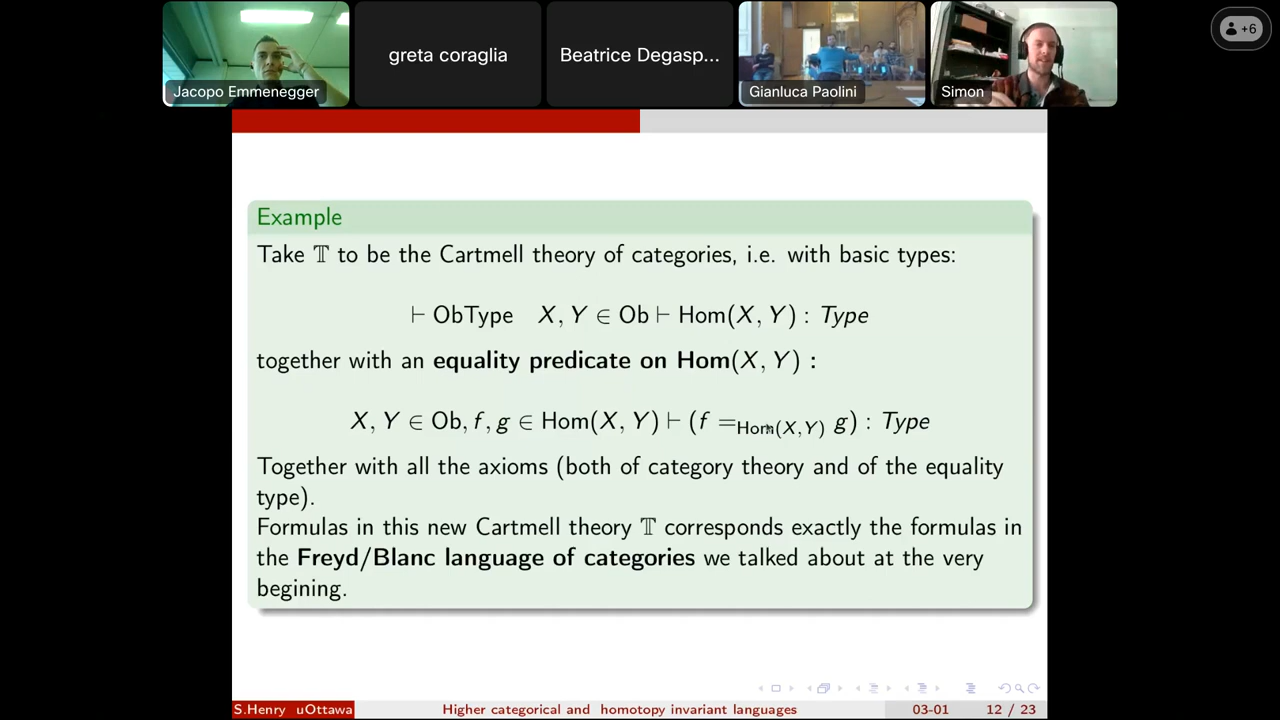 greta coraglia
Beatrice Degasp...
+6
Jacopo Emmenegger
Gianluca Paolini
Simon
Example
Take 𝕋 to be the Cartmell theory of categories, i.e. with basic types:
⊢ ObType X, Y ∈ Ob ⊢ Hom(X, Y) : Type
together with an equality predicate on Hom(X, Y) :
X, Y ∈ Ob, f, g ∈ Hom(X, Y) ⊢ (f =Hom(X,Y) g) : Type
Together with all the axioms (both of category theory and of the equality
type).
Formulas in this new Cartmell theory 𝕋 corresponds exactly the formulas in
the Freyd/Blanc language of categories we talked about at the very
begining.
S.Henry uOttawa Higher categorical and homotopy invariant languages 03-01 12 / 23